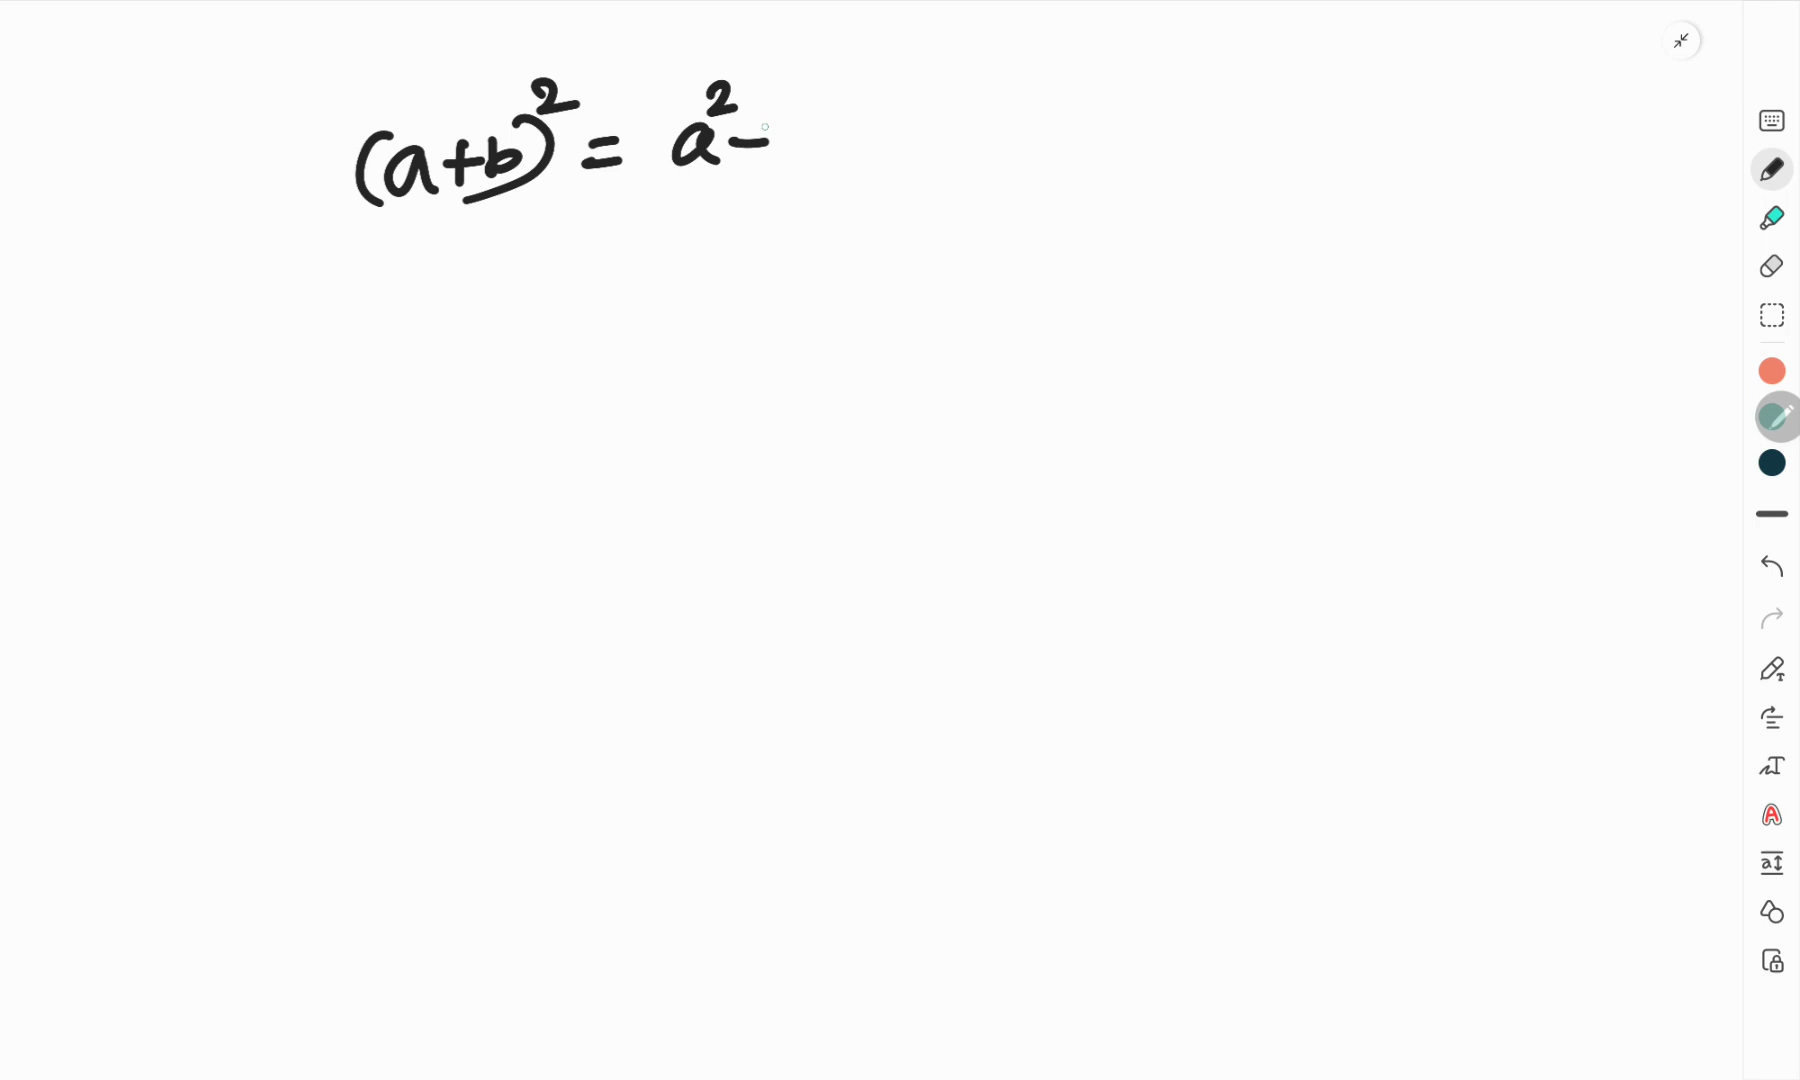 (a+b)² = a² -